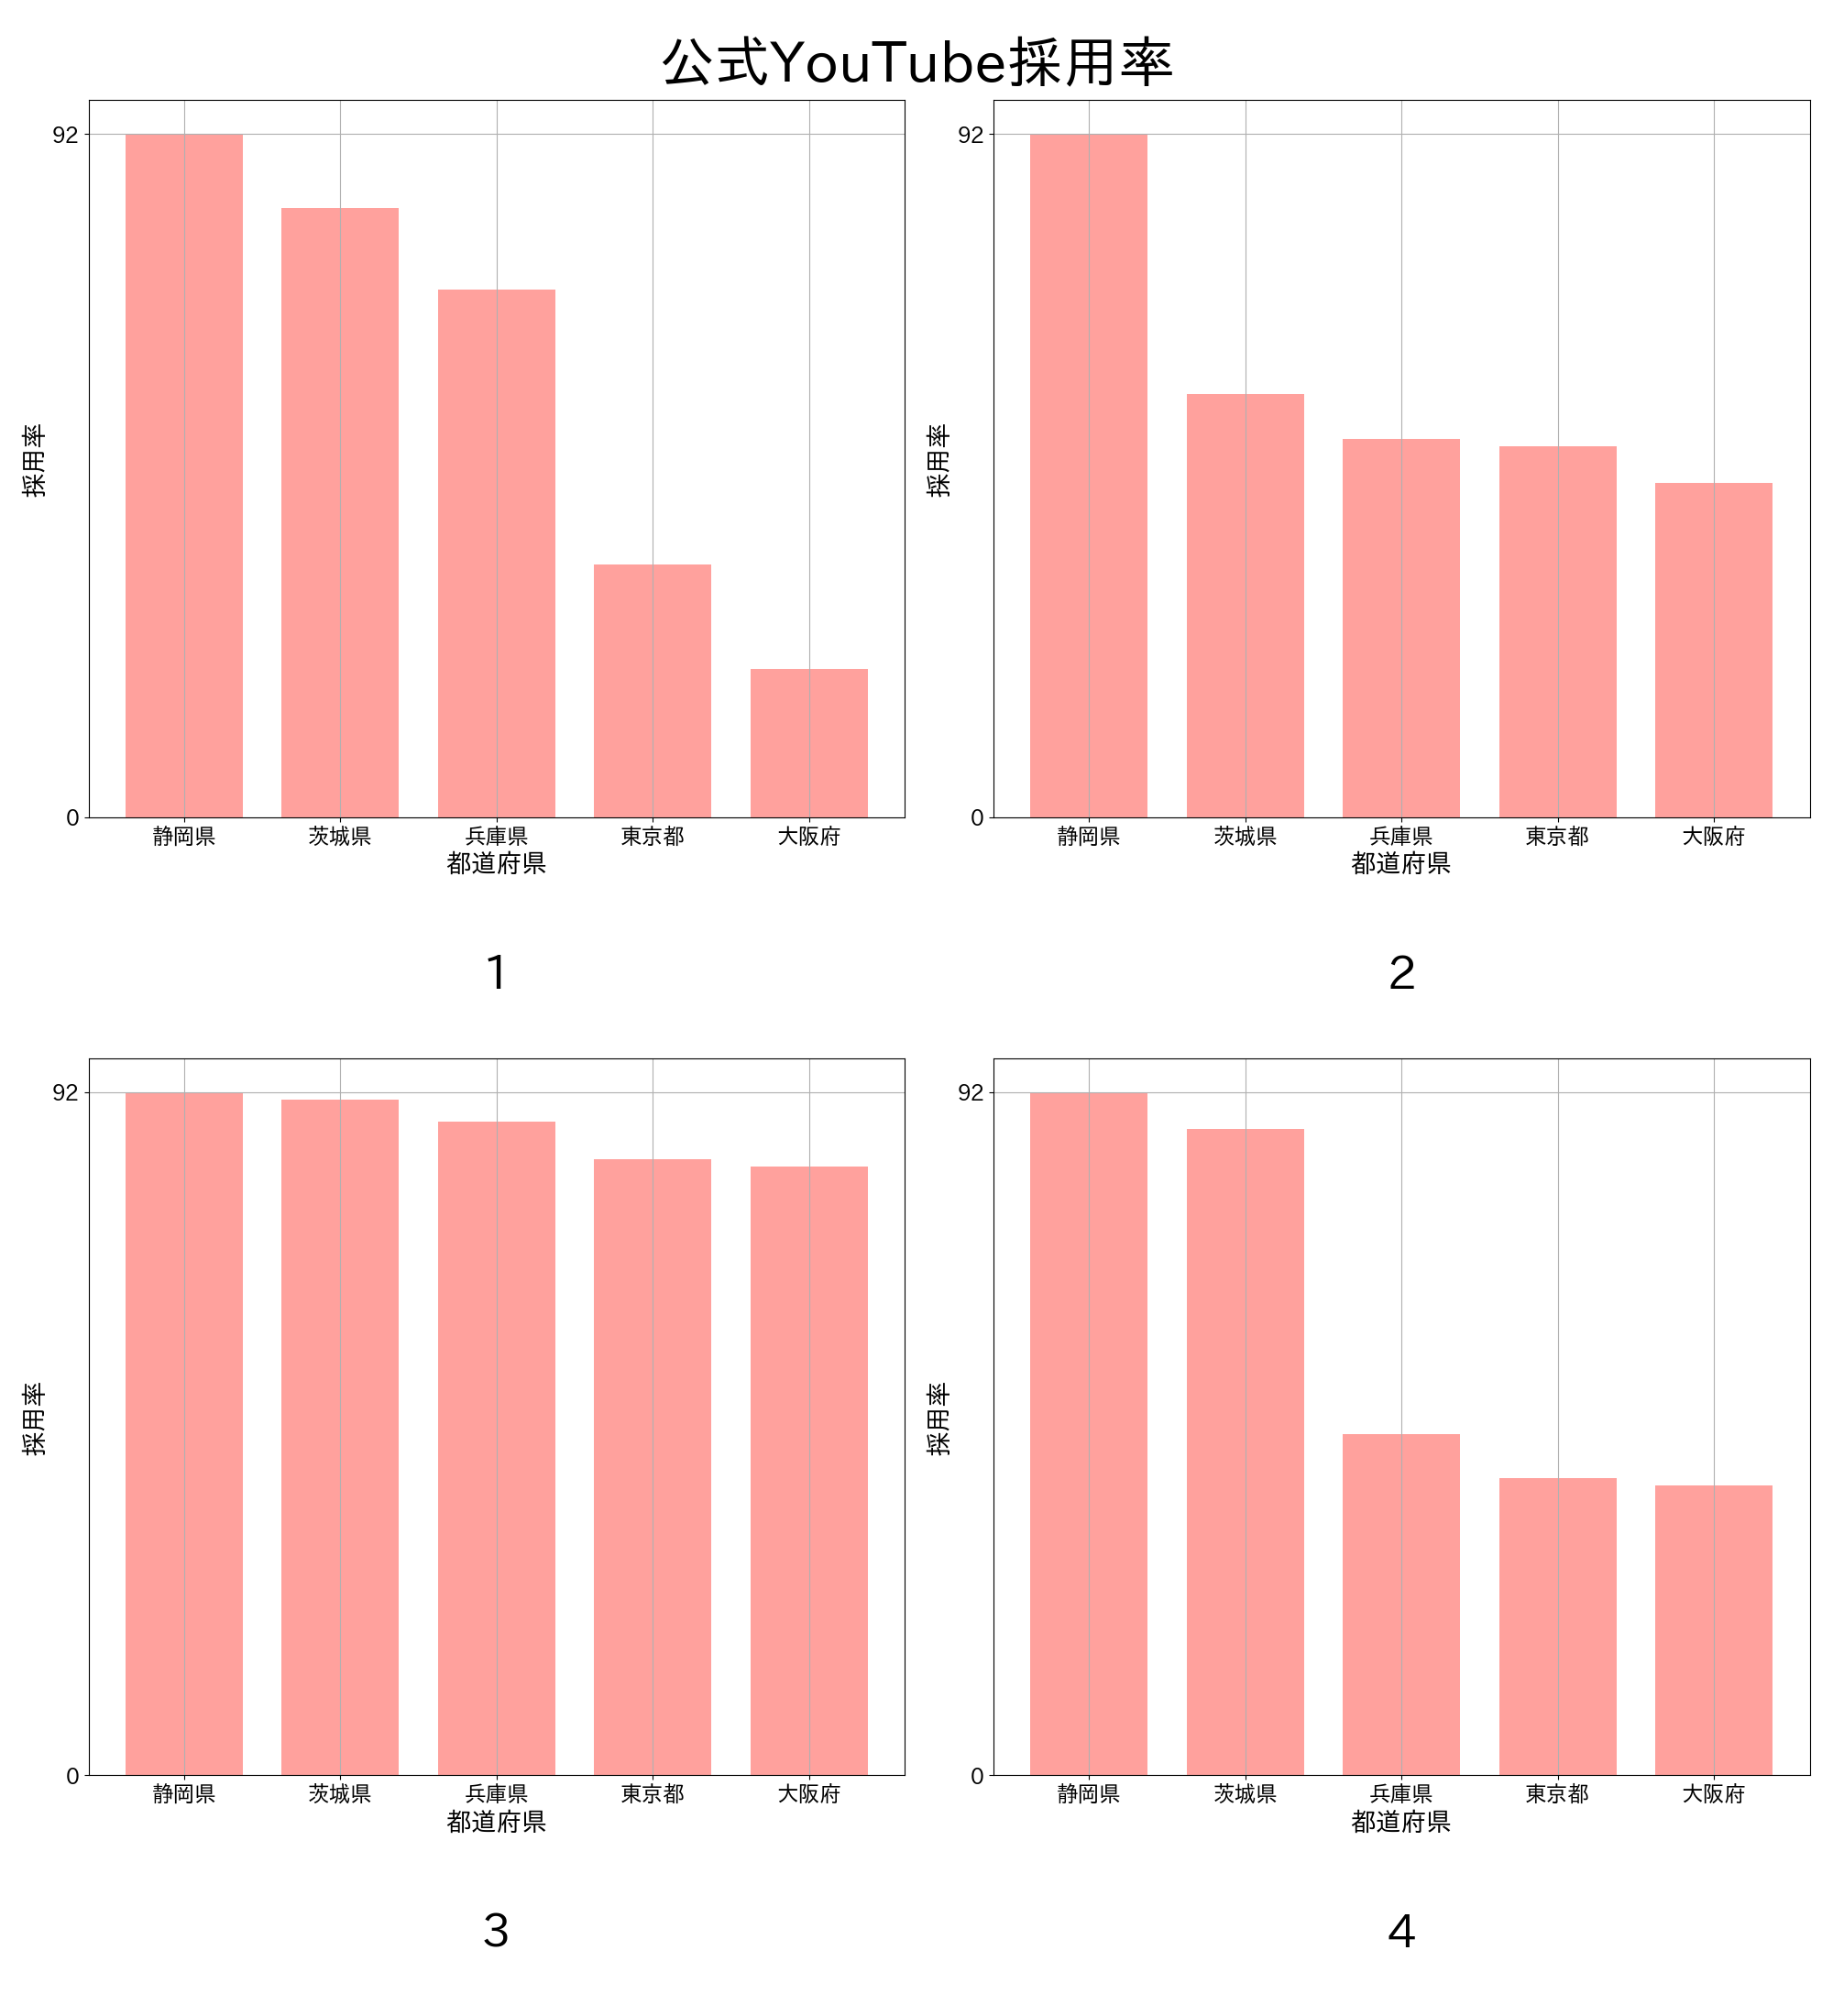 公式YouTube採用率
92
採用率
0
静岡県 茨城県 兵庫県 東京都 大阪府
都道府県
1
92
採用率
0
静岡県 茨城県 兵庫県 東京都 大阪府
都道府県
2
92
採用率
0
静岡県 茨城県 兵庫県 東京都 大阪府
都道府県
3
92
採用率
0
静岡県 茨城県 兵庫県 東京都 大阪府
都道府県
4